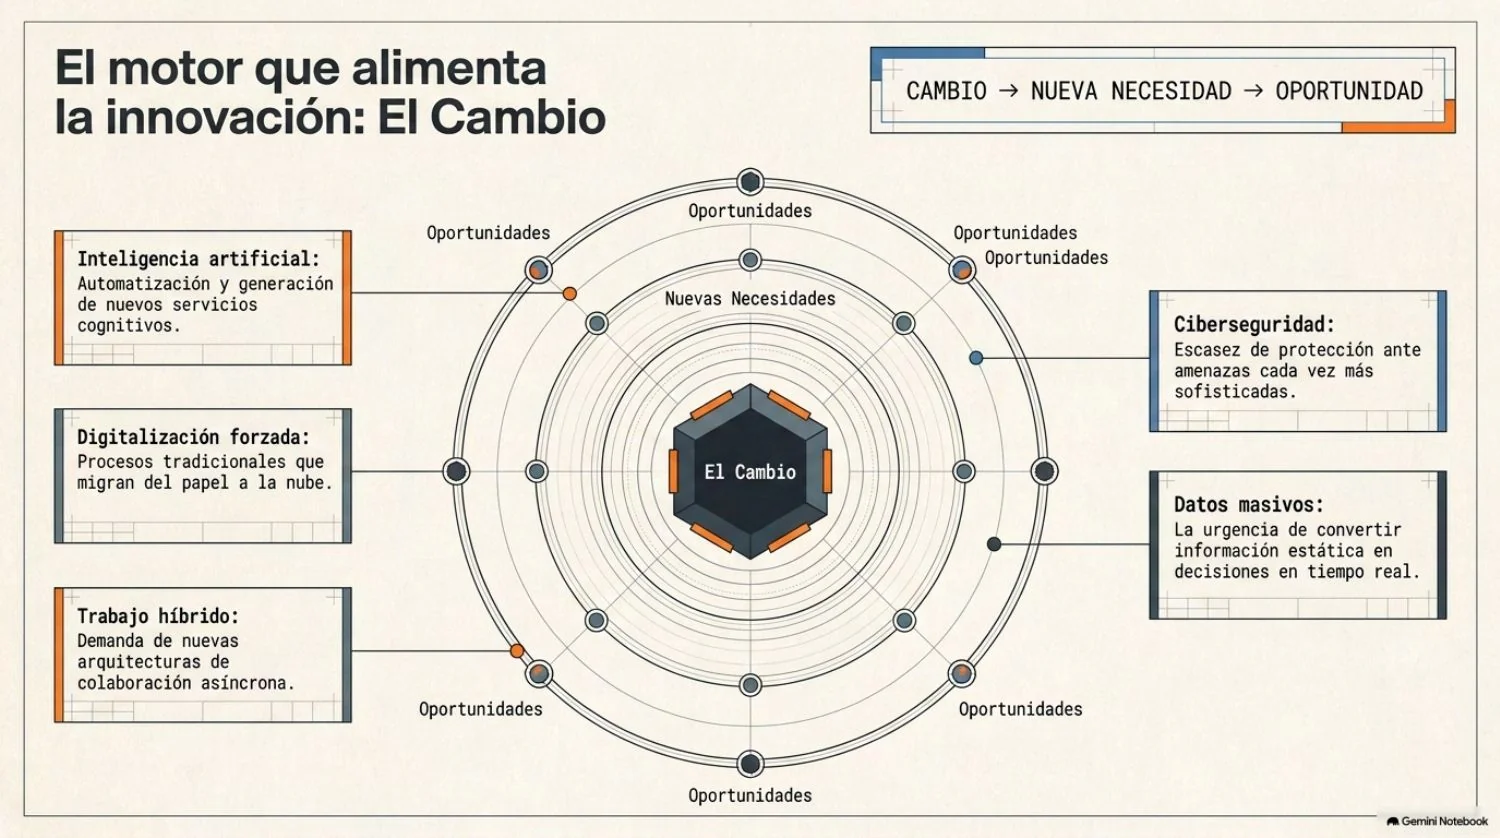 El motor que alimenta
la innovación: El Cambio
CAMBIO → NUEVA NECESIDAD → OPORTUNIDAD
Inteligencia artificial:
Automatización y generación
de nuevos servicios
cognitivos.
Digitalización forzada:
Procesos tradicionales que
migran del papel a la nube.
Trabajo híbrido:
Demanda de nuevas
arquitecturas de
colaboración asíncrona.
Oportunidades
Oportunidades
Oportunidades
Oportunidades
Nuevas Necesidades
El Cambio
Oportunidades
Oportunidades
Oportunidades
Ciberseguridad:
Escasez de protección ante
amenazas cada vez más
sofisticadas.
Datos masivos:
La urgencia de convertir
información estática en
decisiones en tiempo real.
Gemini Notebook